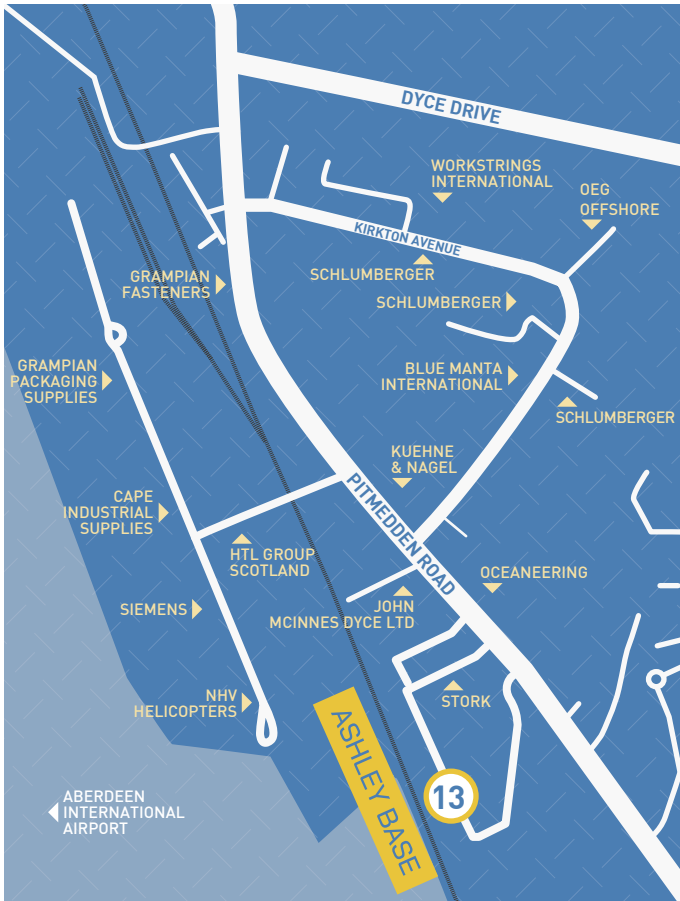 DYCE DRIVE
WORKSTRINGS
INTERNATIONAL
OEG
OFFSHORE
KIRKTON AVENUE
SCHLUMBERGER
GRAMPIAN
FASTENERS
SCHLUMBERGER
GRAMPIAN
PACKAGING
SUPPLIES
BLUE MANTA
INTERNATIONAL
SCHLUMBERGER
KUEHNE
& NAGEL
PITMEDDEN ROAD
CAPE
INDUSTRIAL
SUPPLIES
HTL GROUP
SCOTLAND
OCEANEERING
SIEMENS
JOHN
MCINNES DYCE LTD
NHV
HELICOPTERS
STORK
ASHLEY BASE
13
ABERDEEN
INTERNATIONAL
AIRPORT